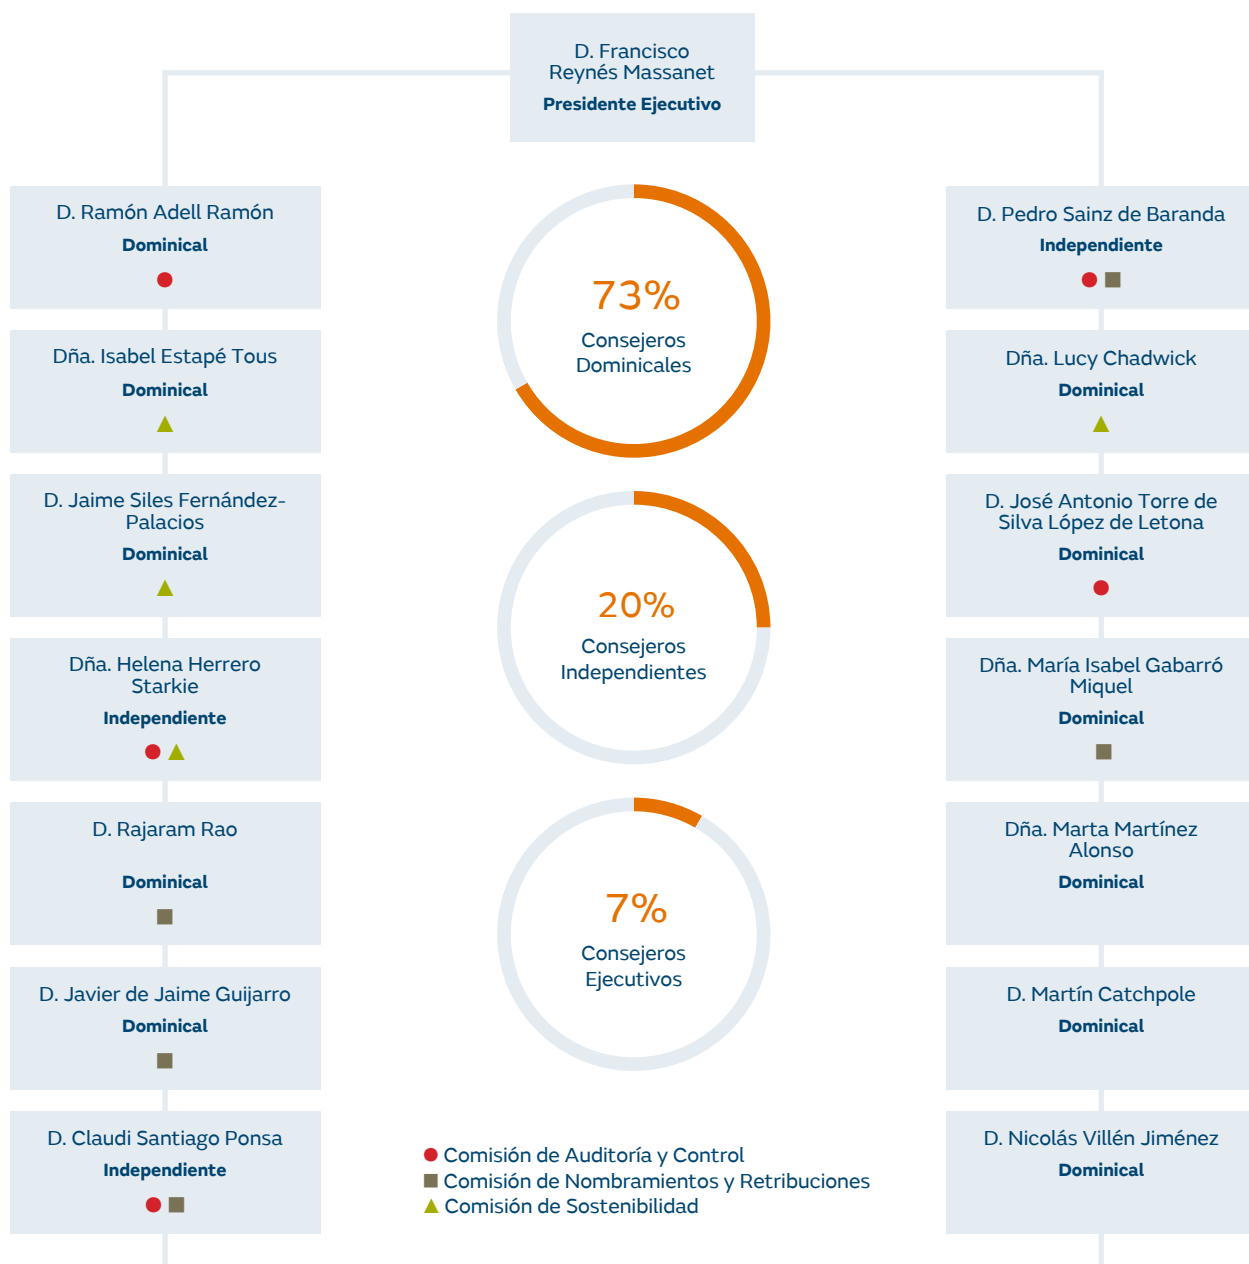 D. Francisco
Reynés Massanet
Presidente Ejecutivo
D. Ramón Adell Ramón
Dominical
Dña. Isabel Estapé Tous
Dominical
D. Jaime Siles Fernández-
Palacios
Dominical
Dña. Helena Herrero
Starkie
Independiente
D. Rajaram Rao
Dominical
D. Javier de Jaime Guijarro
Dominical
D. Claudi Santiago Ponsa
Independiente
73%
Consejeros
Dominicales
20%
Consejeros
Independientes
7%
Consejeros
Ejecutivos
Comisión de Auditoría y Control
Comisión de Nombramientos y Retribuciones
Comisión de Sostenibilidad
D. Pedro Sainz de Baranda
Independiente
Dña. Lucy Chadwick
Dominical
D. José Antonio Torre de
Silva López de Letona
Dominical
Dña. María Isabel Gabarró
Miquel
Dominical
Dña. Marta Martínez
Alonso
Dominical
D. Martín Catchpole
Dominical
D. Nicolás Villén Jiménez
Dominical